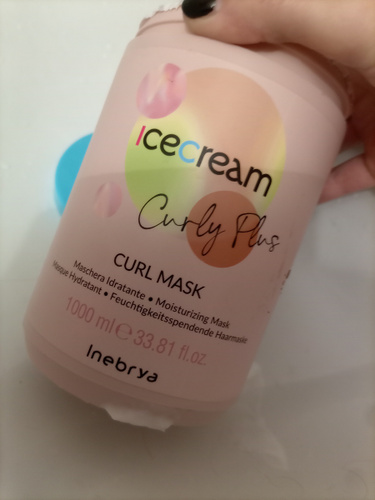 Icecream
Curly Plus
CURL MASK
Maschera Idratante • Moisturizing Mask
Masque Hydratant • Feuchtigkeitsspendende Haarmaske
1000 ml ℮ 33.81 fl.oz.
Inebrya